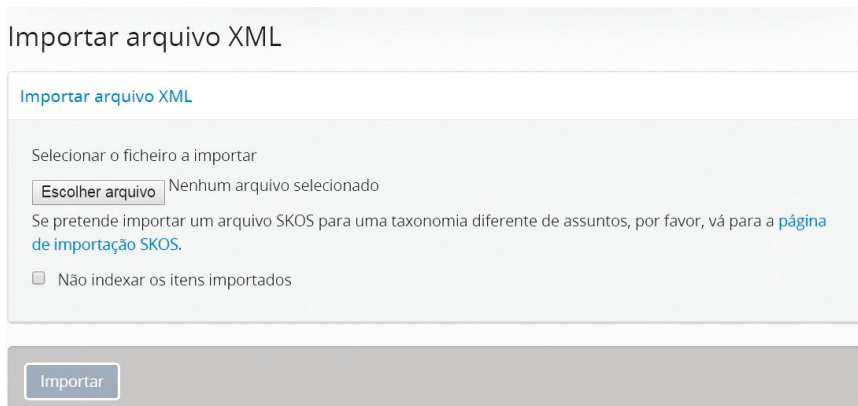 Importar arquivo XML
Importar arquivo XML
Selecionar o ficheiro a importar
Escolher arquivo Nenhum arquivo selecionado
Se pretende importar um arquivo SKOS para uma taxonomia diferente de assuntos, por favor, vá para a página
de importação SKOS.
Não indexar os itens importados
Importar